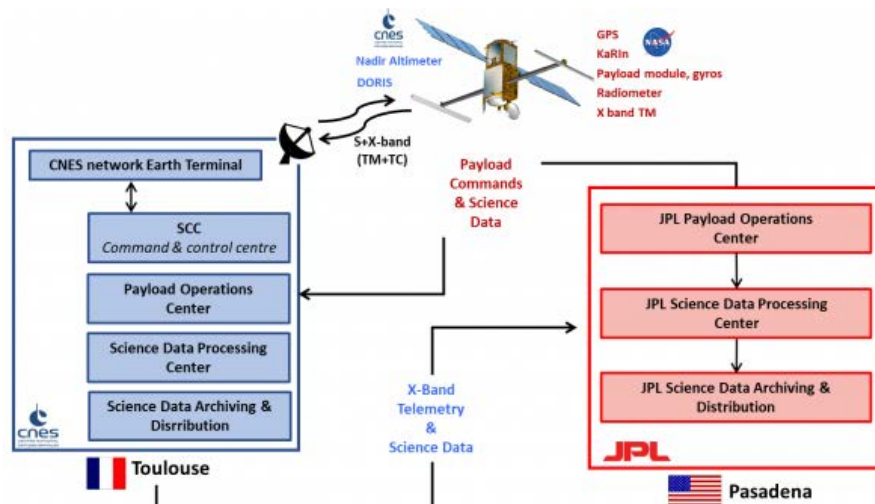 cnes
Nadir Altimeter
DORIS
GPS
NASA
KaRIn
Payload module, gyros
Radiometer
X band TM
S+X-band
(TM+TC)
CNES network Earth Terminal
SCC
Command & control centre
Payload Operations
Center
Science Data Processing
Center
Science Data Archiving &
Disrribution
cnes
Toulouse
Payload
Commands
& Science
Data
X-Band
Telemetry
&
Science Data
JPL Payload Operations
Center
JPL Science Data Processing
Center
JPL Science Data Archiving &
Distribution
JPL
Pasadena